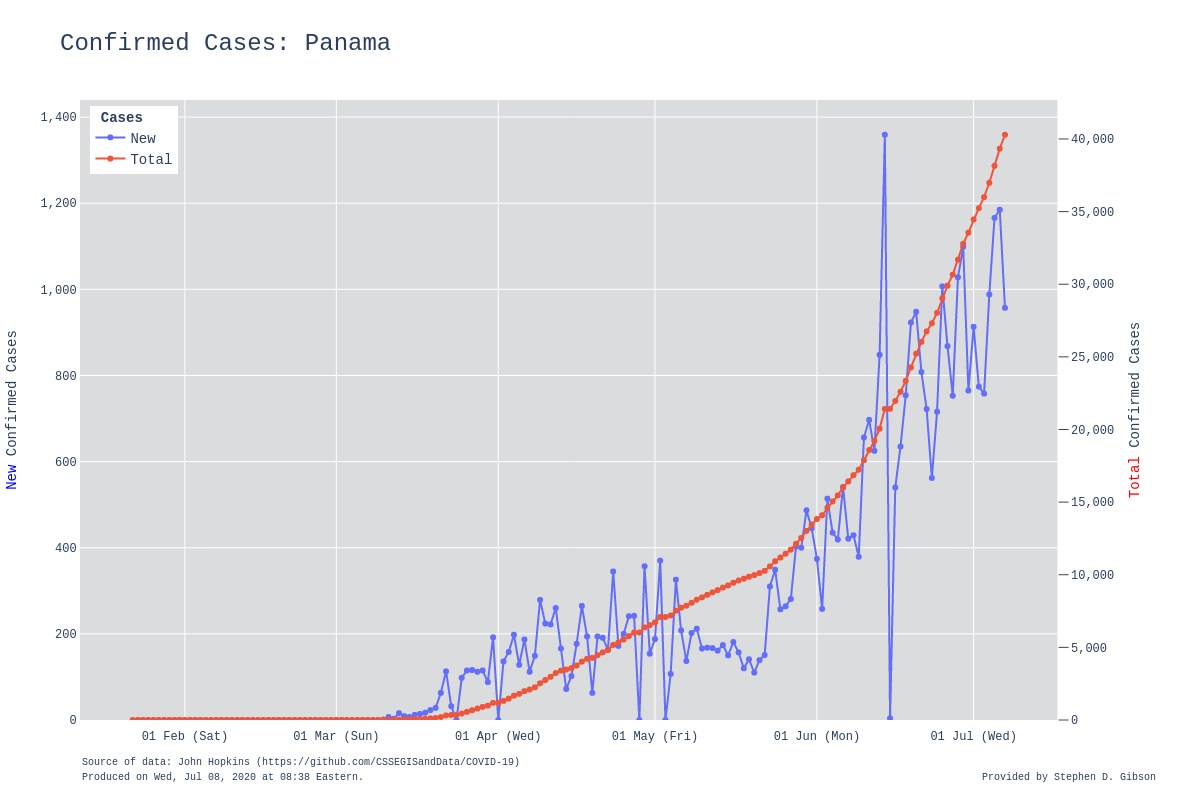 Confirmed Cases: Panama
Cases
New
Total
1,400
1,200
1,000
800
600
400
200
0
New Confirmed Cases
40,000
35,000
30,000
25,000
20,000
15,000
10,000
5,000
0
Total Confirmed Cases
01 Feb (Sat)
01 Mar (Sun)
01 Apr (Wed)
01 May (Fri)
01 Jun (Mon)
01 Jul (Wed)
Source of data: John Hopkins (https://github.com/CSSEGISandData/COVID-19)
Produced on Wed, Jul 08, 2020 at 08:38 Eastern.
Provided by Stephen D. Gibson